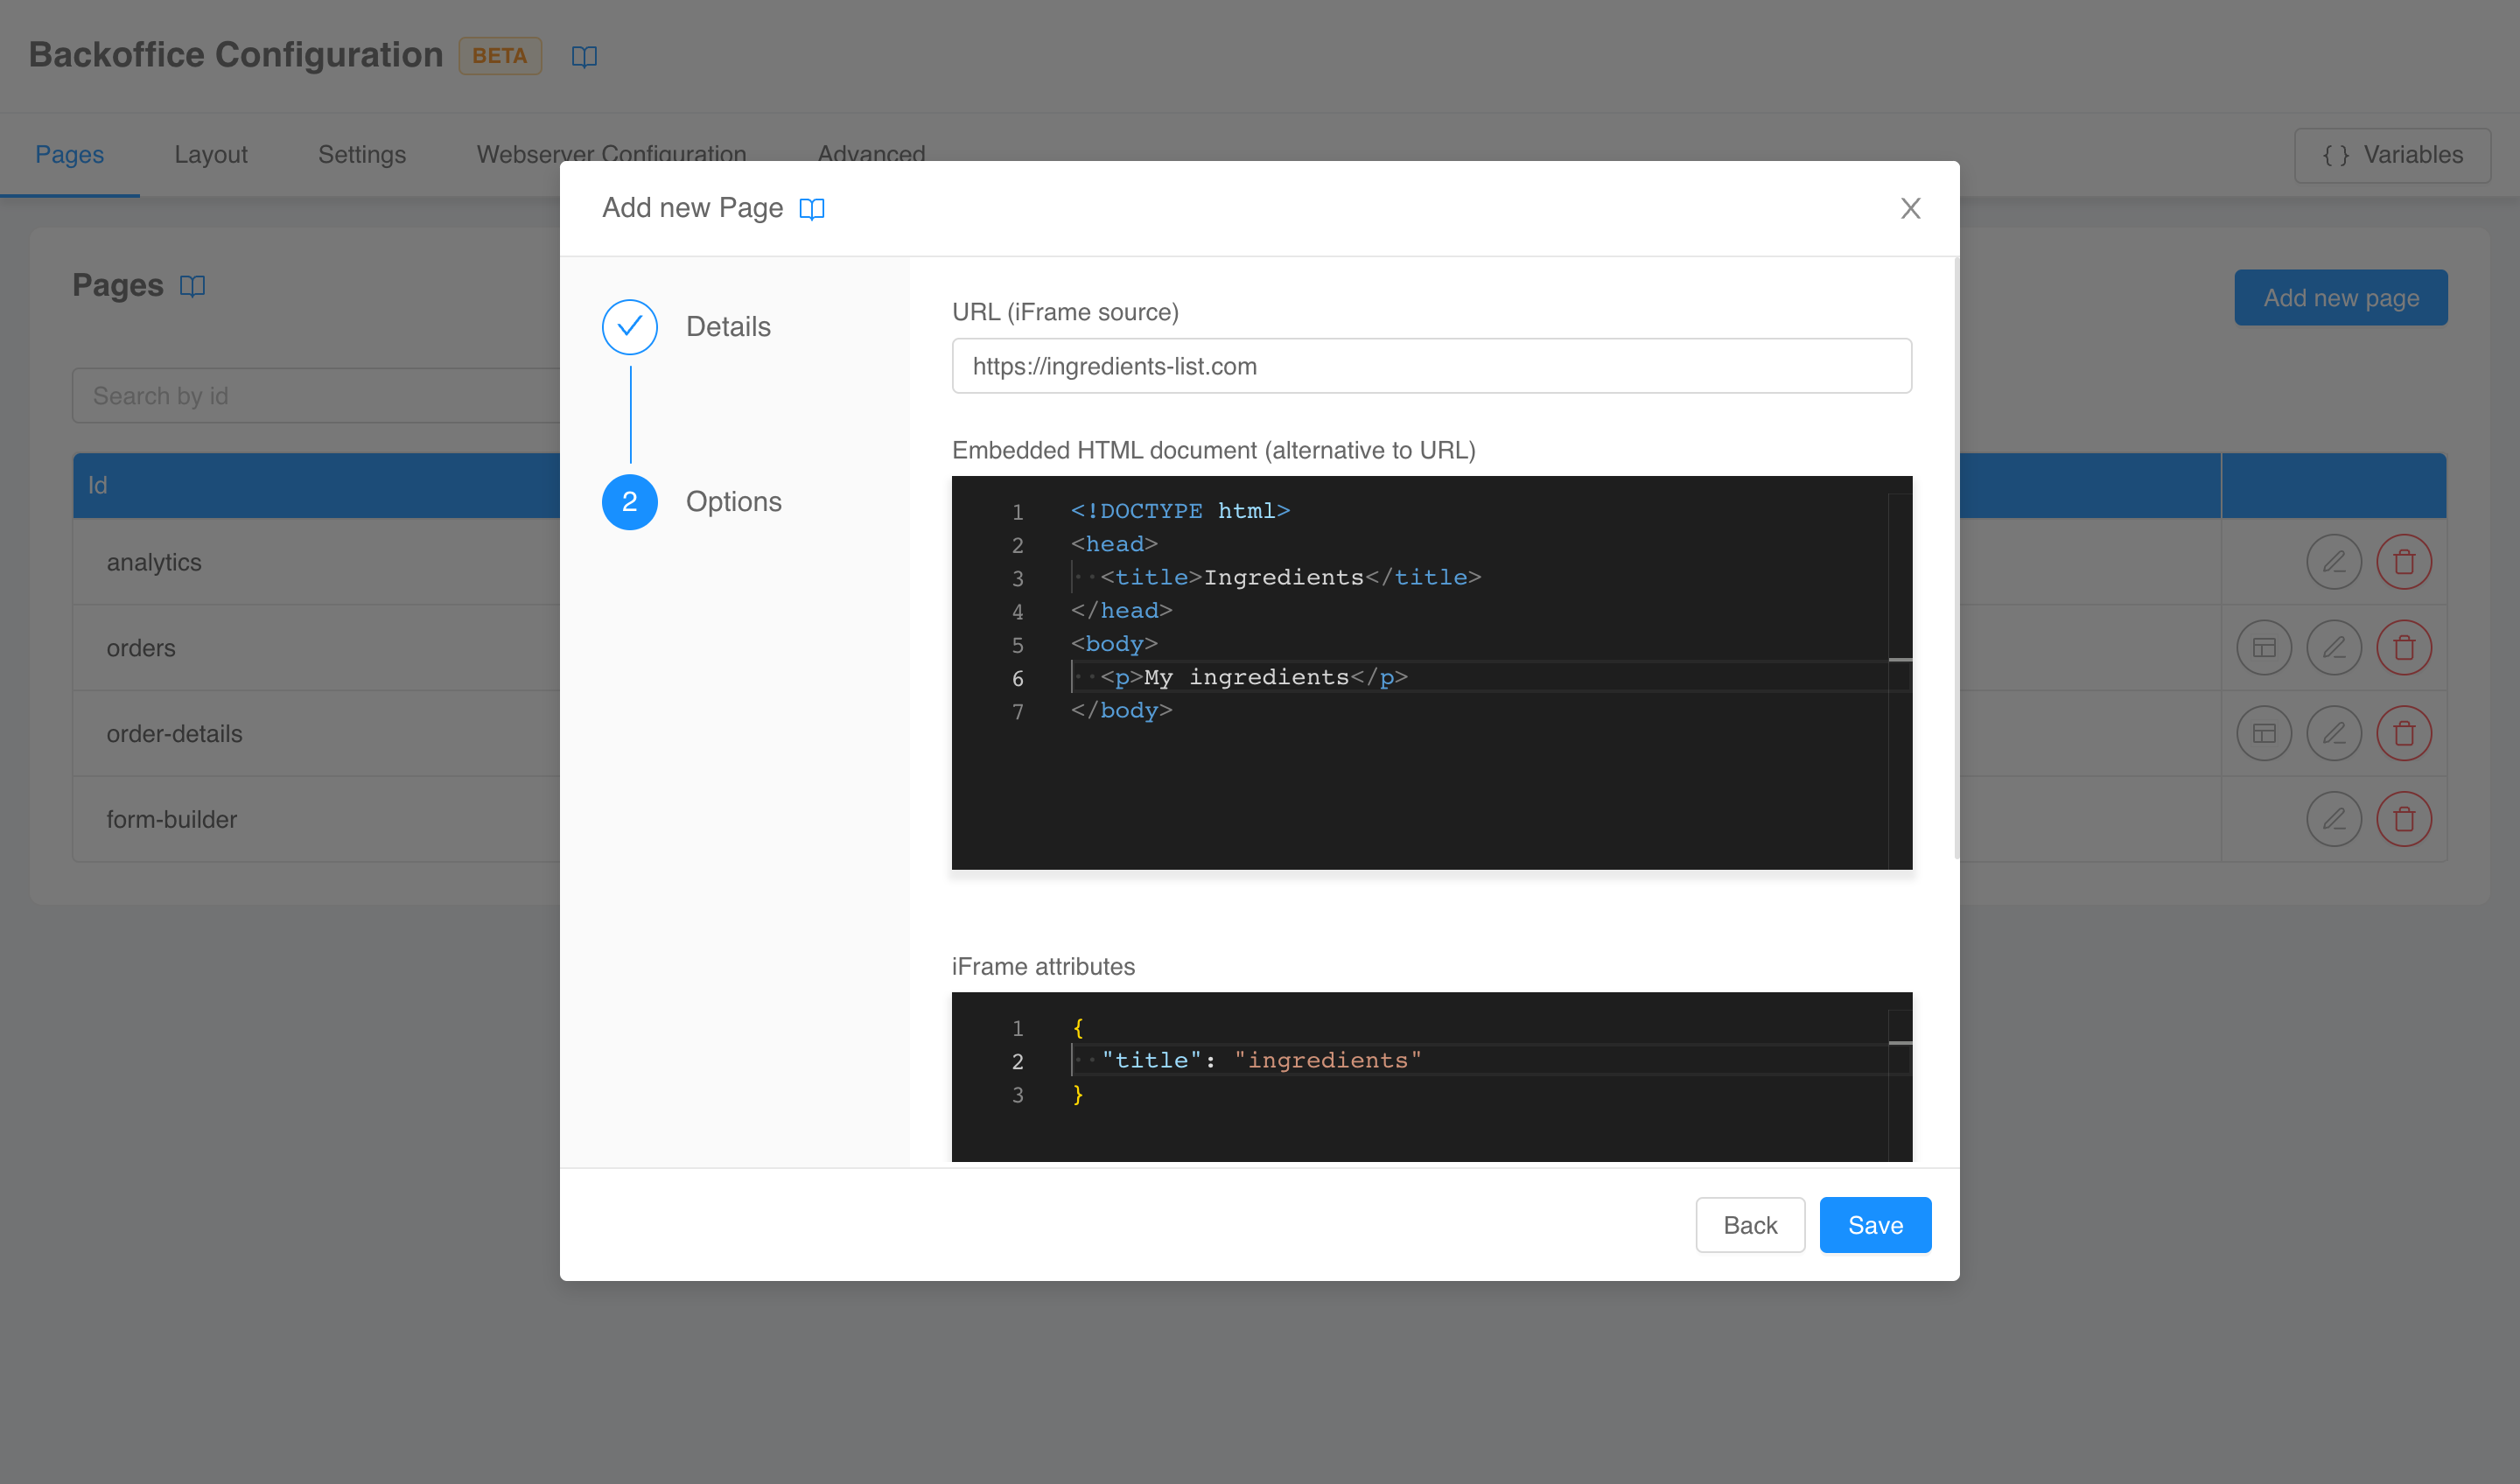 Backoffice Configuration BETA
Pages Layout Settings Webserver Configuration Advanced { } Variables
Pages
Add new page
Search by id
Id
analytics
orders
order-details
form-builder
Add new Page
Details
2 Options
URL (iFrame source)
https://ingredients-list.com
Embedded HTML document (alternative to URL)
1 <!DOCTYPE html>
2 <head>
3 <title>Ingredients</title>
4 </head>
5 <body>
6 <p>My ingredients</p>
7 </body>
iFrame attributes
1 {
2 "title": "ingredients"
3 }
Back Save